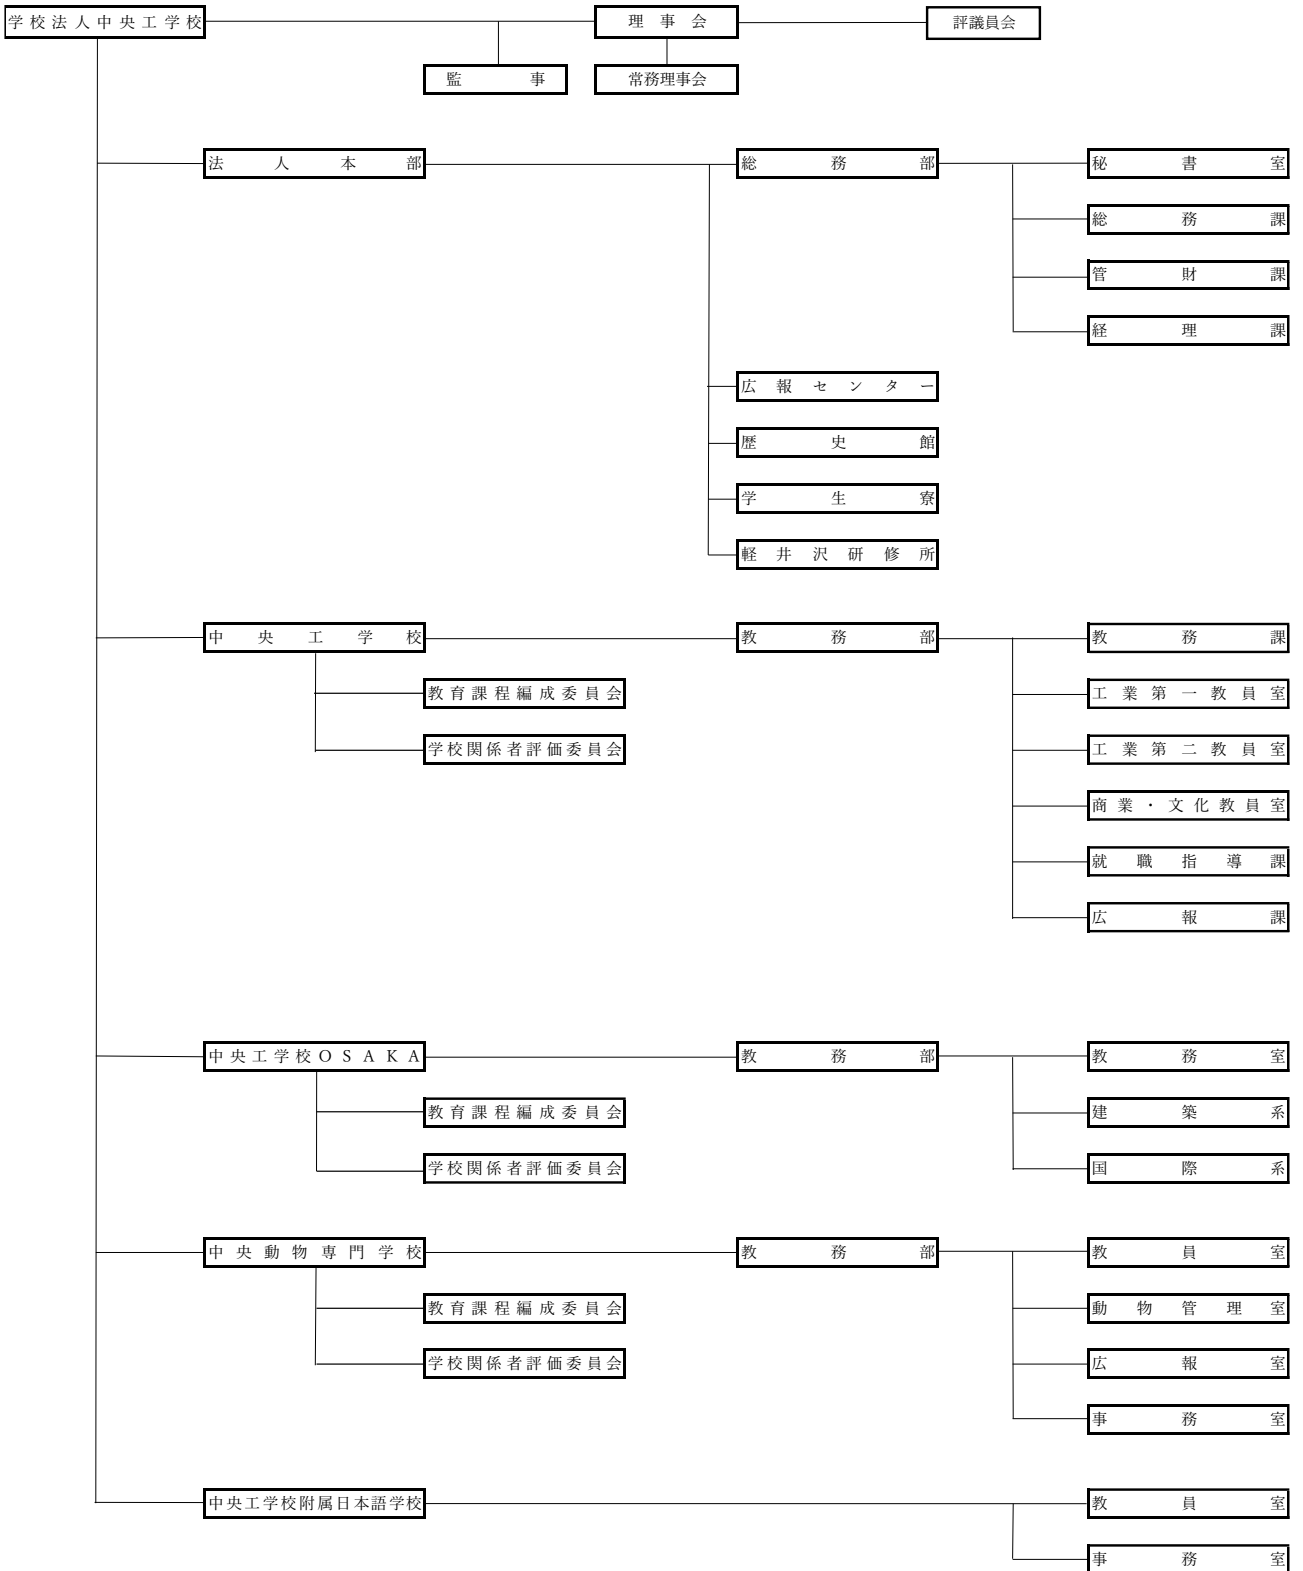 学校法人中央工学校 理事会 評議員会
監事 常務理事会
法人本部 総務部 秘書室
総務課
管財課
経理課
広報センター
歴史館
学生寮
軽井沢研修所
中央工学校 教務部 教務課
教育課程編成委員会 工業第一教員室
学校関係者評価委員会 工業第二教員室
商業・文化教員室
就職指導課
広報課
中央工学校OSAKA 教務部 教務室
教育課程編成委員会 建築系
学校関係者評価委員会 国際系
中央動物専門学校 教務部 教員室
教育課程編成委員会 動物管理室
学校関係者評価委員会 広報室
事務室
中央工学校附属日本語学校 教員室
事務室